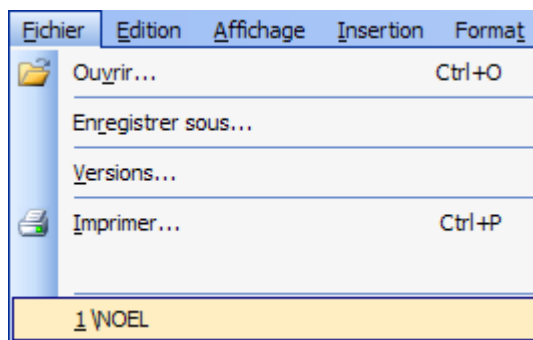 Fichier Edition Affichage Insertion Format
Ouvrir... Ctrl+O
Enregistrer sous...
Versions...
Imprimer... Ctrl+P
1 \NOEL